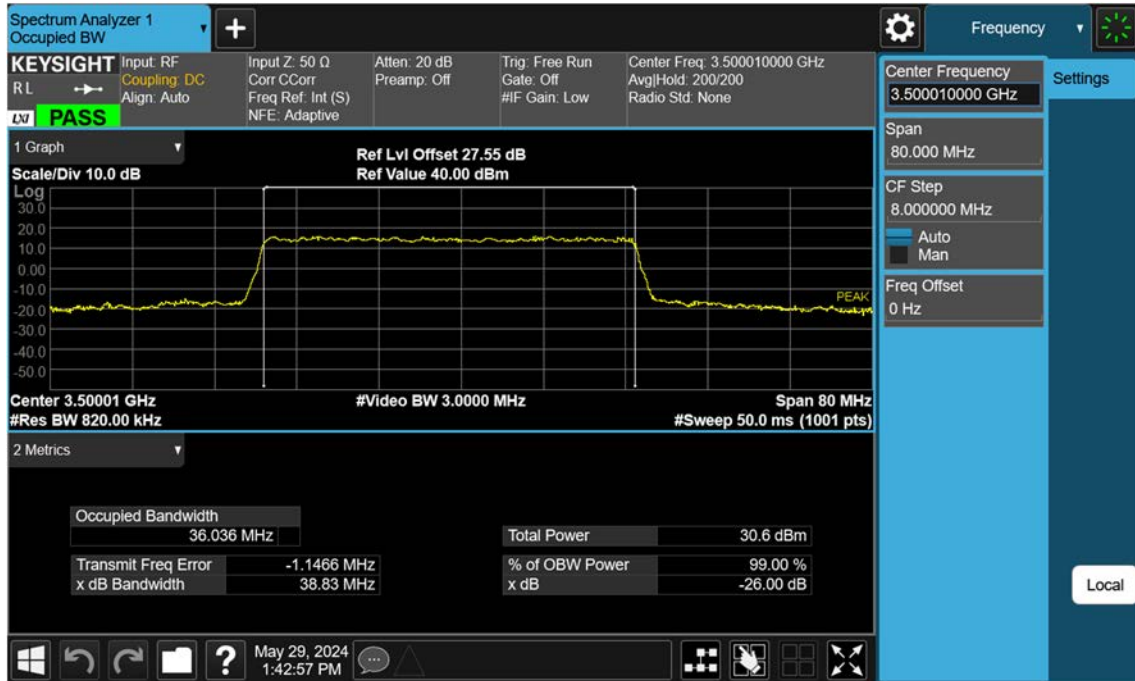 Spectrum Analyzer 1
Occupied BW
Frequency
KEYSIGHT
R L
LXI
PASS
Input: RF
Coupling: DC
Align: Auto
Input Z: 50 Ω
Corr CCorr
Freq Ref: Int (S)
NFE: Adaptive
Atten: 20 dB
Preamp: Off
Trig: Free Run
Gate: Off
#IF Gain: Low
Center Freq: 3.500010000 GHz
Avg|Hold: 200/200
Radio Std: None
Center Frequency
3.500010000 GHz
Settings
Span
80.000 MHz
CF Step
8.000000 MHz
Auto
Man
Freq Offset
0 Hz
Local
1 Graph
Scale/Div 10.0 dB
Ref Lvl Offset 27.55 dB
Ref Value 40.00 dBm
Log
30.0
20.0
10.0
0.00
-10.0
-20.0
-30.0
-40.0
-50.0
PEAK
Center 3.50001 GHz
#Video BW 3.0000 MHz
Span 80 MHz
#Res BW 820.00 kHz
#Sweep 50.0 ms (1001 pts)
2 Metrics
Occupied Bandwidth
36.036 MHz
Total Power 30.6 dBm
Transmit Freq Error -1.1466 MHz
% of OBW Power 99.00 %
x dB Bandwidth 38.83 MHz
x dB -26.00 dB
?
May 29, 2024
1:42:57 PM